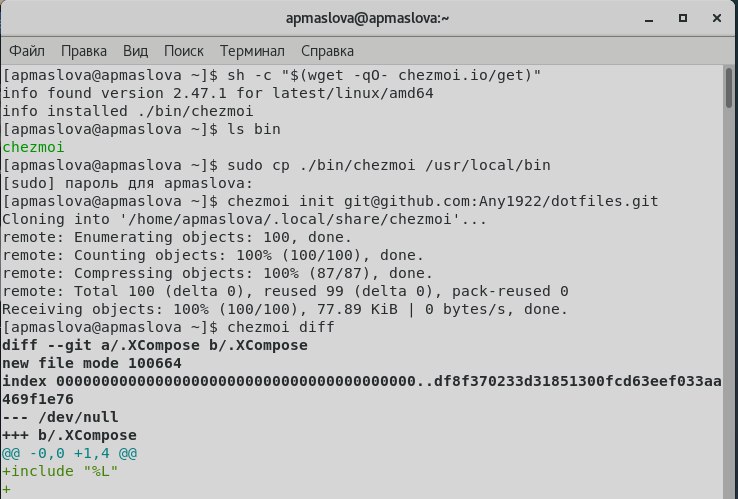 apmaslova@apmaslova:~
Файл Правка Вид Поиск Терминал Справка
[apmaslova@apmaslova ~]$ sh -c "$(wget -qO- chezmoi.io/get)"
info found version 2.47.1 for latest/linux/amd64
info installed ./bin/chezmoi
[apmaslova@apmaslova ~]$ ls bin
chezmoi
[apmaslova@apmaslova ~]$ sudo cp ./bin/chezmoi /usr/local/bin
[sudo] пароль для apmaslova:
[apmaslova@apmaslova ~]$ chezmoi init git@github.com:Any1922/dotfiles.git
Cloning into '/home/apmaslova/.local/share/chezmoi'...
remote: Enumerating objects: 100, done.
remote: Counting objects: 100% (100/100), done.
remote: Compressing objects: 100% (87/87), done.
remote: Total 100 (delta 0), reused 99 (delta 0), pack-reused 0
Receiving objects: 100% (100/100), 77.89 KiB | 0 bytes/s, done.
[apmaslova@apmaslova ~]$ chezmoi diff
diff --git a/.XCompose b/.XCompose
new file mode 100664
index 0000000000000000000000000000000000000000..df8f370233d31851300fcd63eef033aa
469f1e76
--- /dev/null
+++ b/.XCompose
@@ -0,0 +1,4 @@
+include "%L"
+